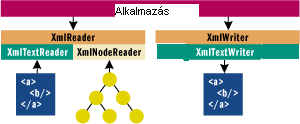 Alkalmazás
XmlReader
XmlTextReader
XmlNodeReader
<a>
<b/>
</a>
XmlWriter
XmlTextWriter
<a>
<b/>
</a>